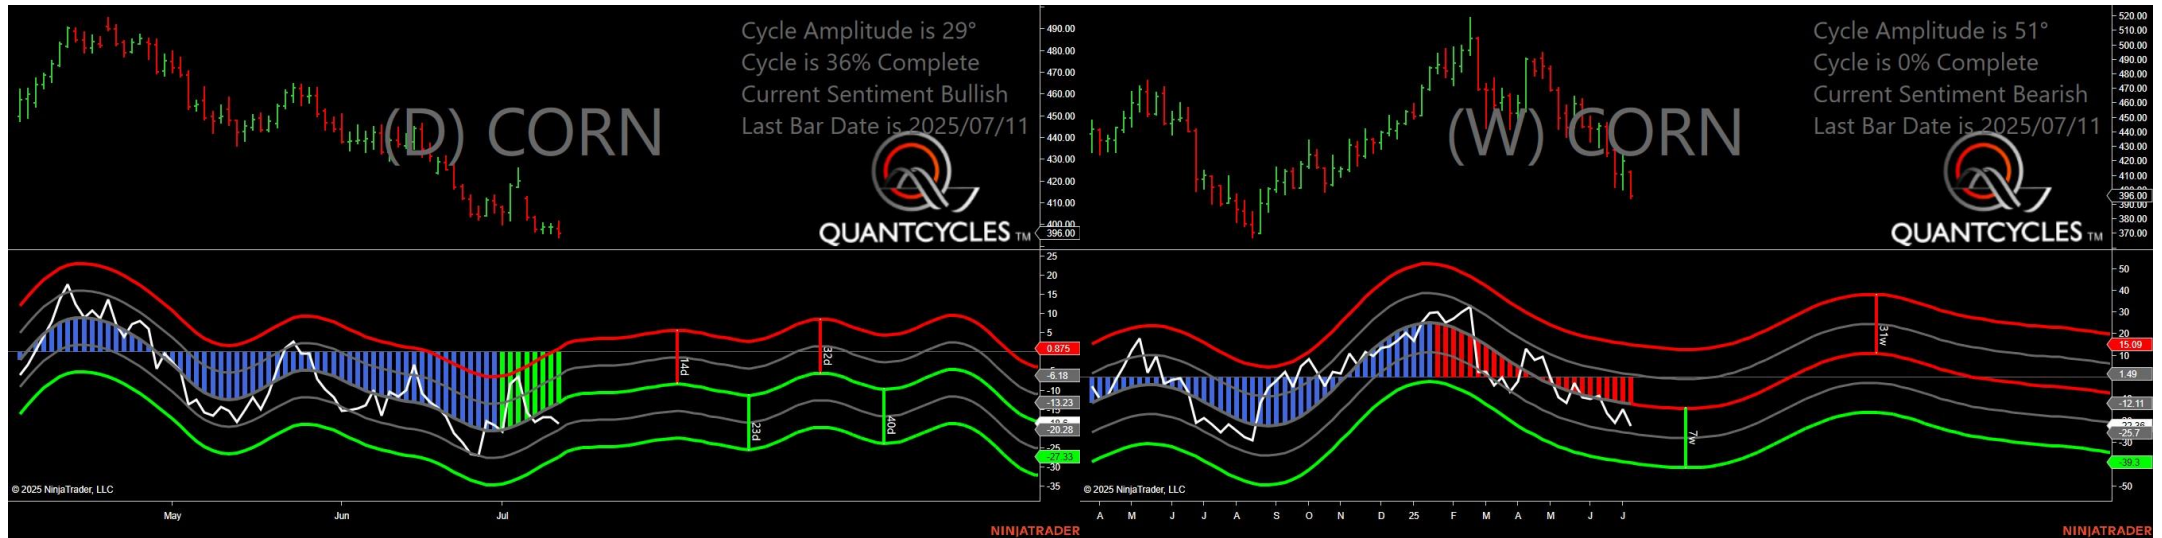 Cycle Amplitude is 29°
Cycle is 36% Complete
Current Sentiment Bullish
Last Bar Date is 2025/07/11
(D) CORN
QUANTCYCLES TM
490.00
480.00
470.00
460.00
450.00
440.00
430.00
420.00
410.00
400.00
396.00
25
20
15
10
5
0.875
-6.18
-10
-13.23
-15
-20.28
-25
-27.33
-30
-35
14d
23d
32d
40d
© 2025 NinjaTrader, LLC
May
Jun
Jul
NINJATRADER
Cycle Amplitude is 51°
Cycle is 0% Complete
Current Sentiment Bearish
Last Bar Date is 2025/07/11
(W) CORN
QUANTCYCLES TM
520.00
510.00
500.00
490.00
480.00
470.00
460.00
450.00
440.00
430.00
420.00
410.00
396.00
390.00
380.00
370.00
50
40
30
20
15.09
10
1.49
-12.11
-25.7
-30
-39.3
-50
7w
31w
© 2025 NinjaTrader, LLC
A M J J A S O N D 25 F M A M J J
NINJATRADER